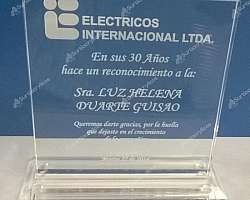 ELECTRICOS
INTERNACIONAL LTDA.
En sus 30 Años
hace un reconocimiento a la:
Sra. LUZ HELENA
DUARTE GUISAO
Queremos darte gracias, por la huella
que dejaste en el crecimiento